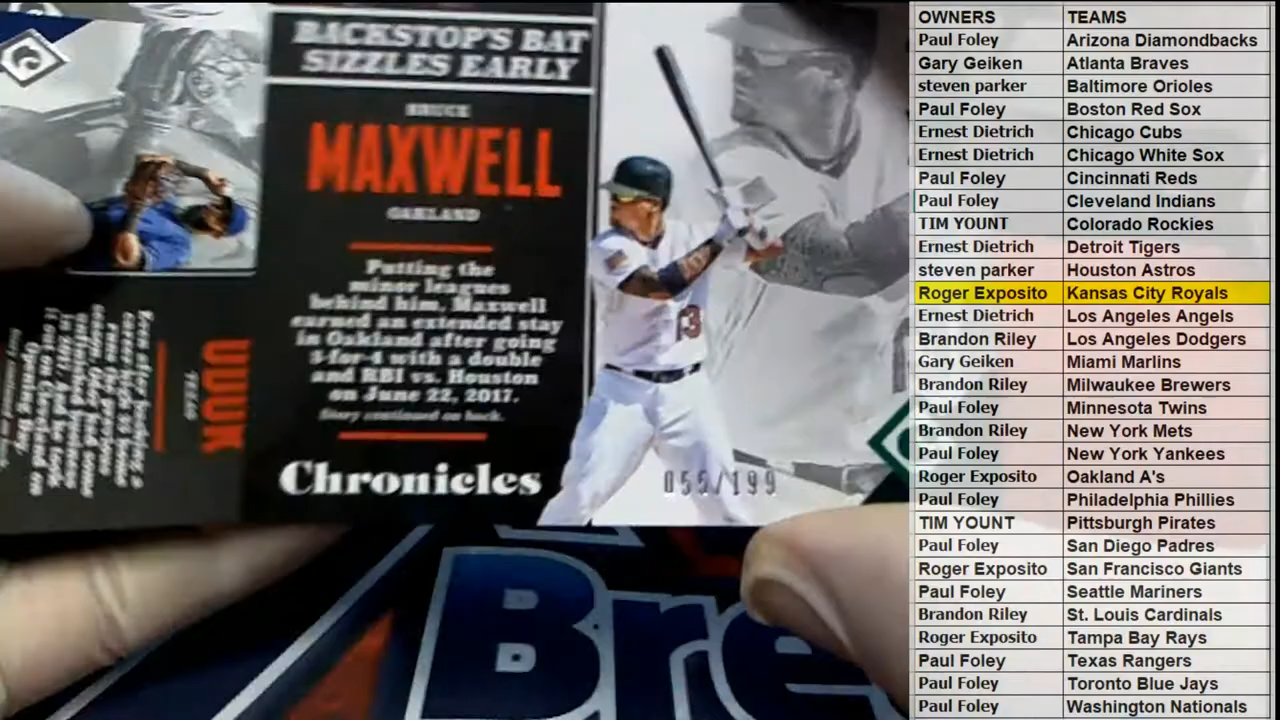 BACKSTOP'S BAT
SIZZLES EARLY
BRUCE
MAXWELL
OAKLAND
Putting the
minor leagues
behind him, Maxwell
earned an extended stay
in Oakland after going
3-for-4 with a double
and RBI vs. Houston
on June 22, 2017.
Story continued on back.
Chronicles
13
055/199
Bre
OWNERS TEAMS
Paul Foley Arizona Diamondbacks
Gary Geiken Atlanta Braves
steven parker Baltimore Orioles
Paul Foley Boston Red Sox
Ernest Dietrich Chicago Cubs
Ernest Dietrich Chicago White Sox
Paul Foley Cincinnati Reds
Paul Foley Cleveland Indians
TIM YOUNT Colorado Rockies
Ernest Dietrich Detroit Tigers
steven parker Houston Astros
Roger Exposito Kansas City Royals
Ernest Dietrich Los Angeles Angels
Brandon Riley Los Angeles Dodgers
Gary Geiken Miami Marlins
Brandon Riley Milwaukee Brewers
Paul Foley Minnesota Twins
Brandon Riley New York Mets
Paul Foley New York Yankees
Roger Exposito Oakland A's
Paul Foley Philadelphia Phillies
TIM YOUNT Pittsburgh Pirates
Paul Foley San Diego Padres
Roger Exposito San Francisco Giants
Paul Foley Seattle Mariners
Brandon Riley St. Louis Cardinals
Roger Exposito Tampa Bay Rays
Paul Foley Texas Rangers
Paul Foley Toronto Blue Jays
Paul Foley Washington Nationals